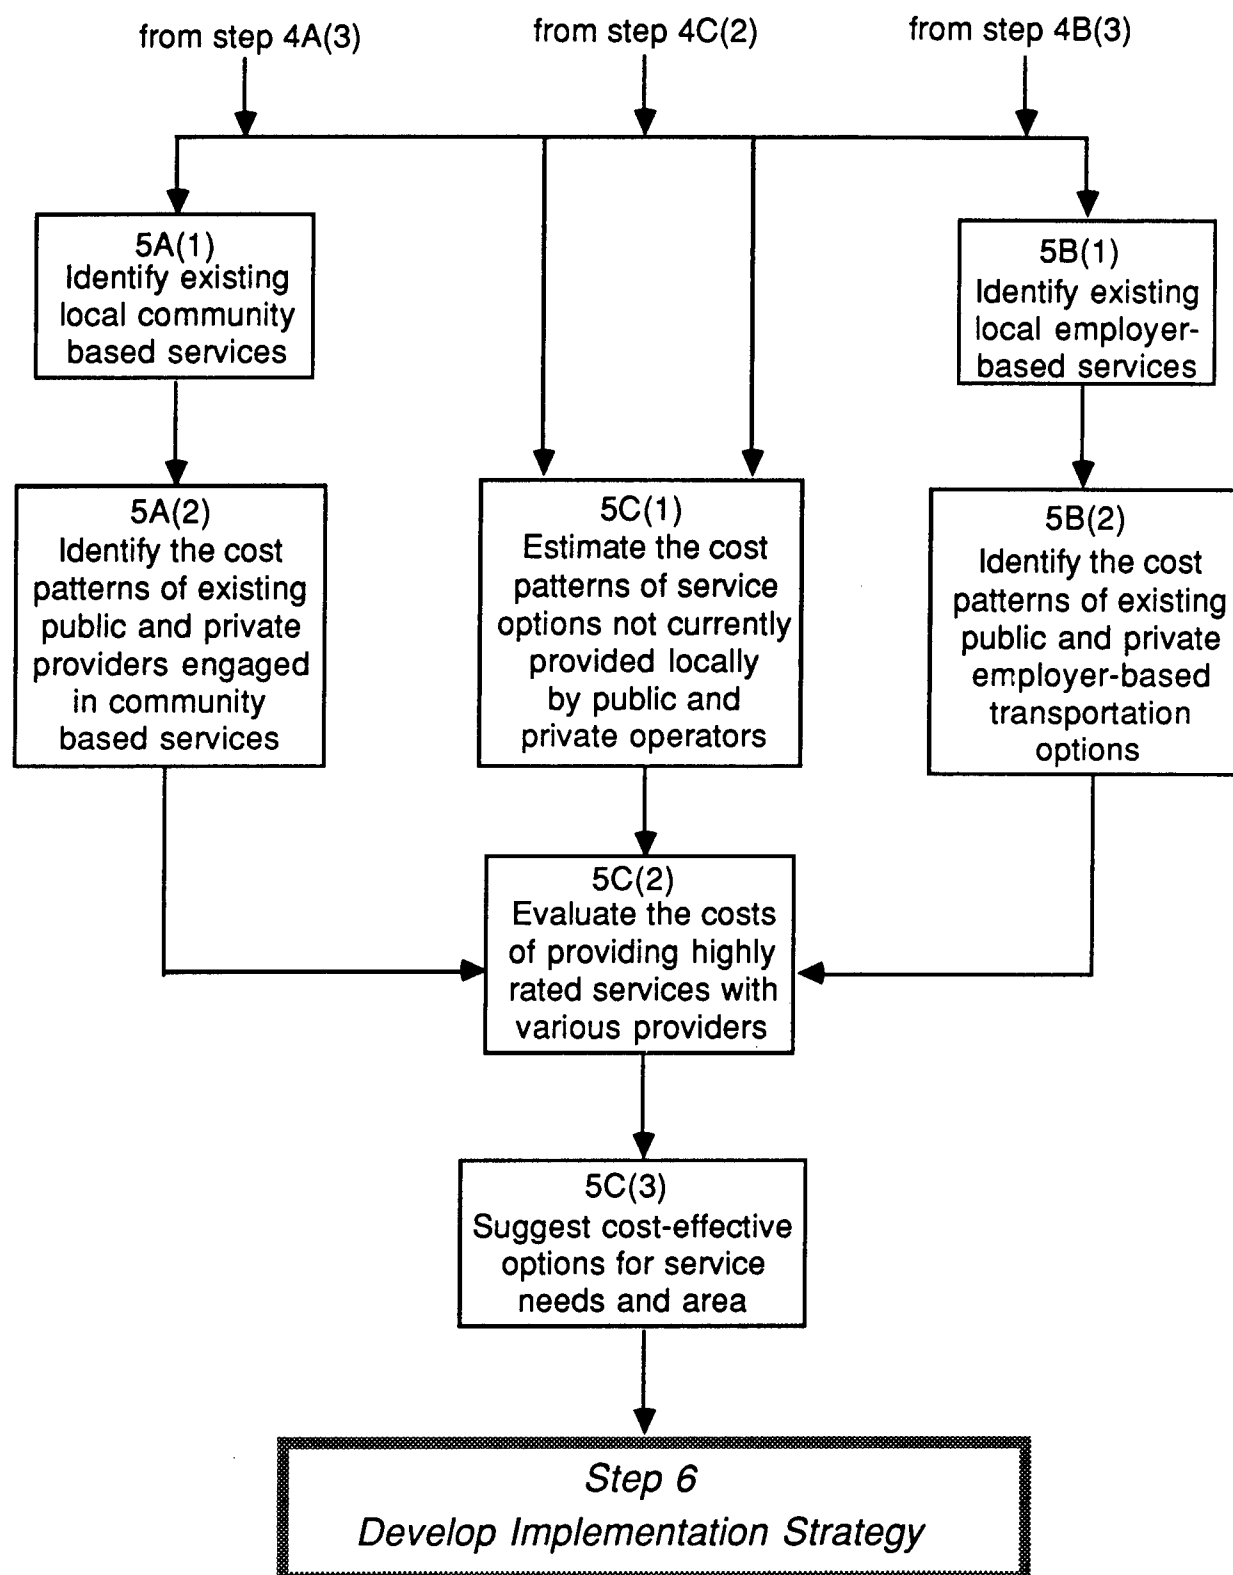 from step 4A(3)
from step 4C(2)
from step 4B(3)
5A(1)
Identify existing
local community
based services
5B(1)
Identify existing
local employer-
based services
5A(2)
Identify the cost
patterns of existing
public and private
providers engaged
in community
based services
5C(1)
Estimate the cost
patterns of service
options not currently
provided locally
by public and
private operators
5B(2)
Identify the cost
patterns of existing
public and private
employer-based
transportation
options
5C(2)
Evaluate the costs
of providing highly
rated services with
various providers
5C(3)
Suggest cost-effective
options for service
needs and area
Step 6
Develop Implementation Strategy